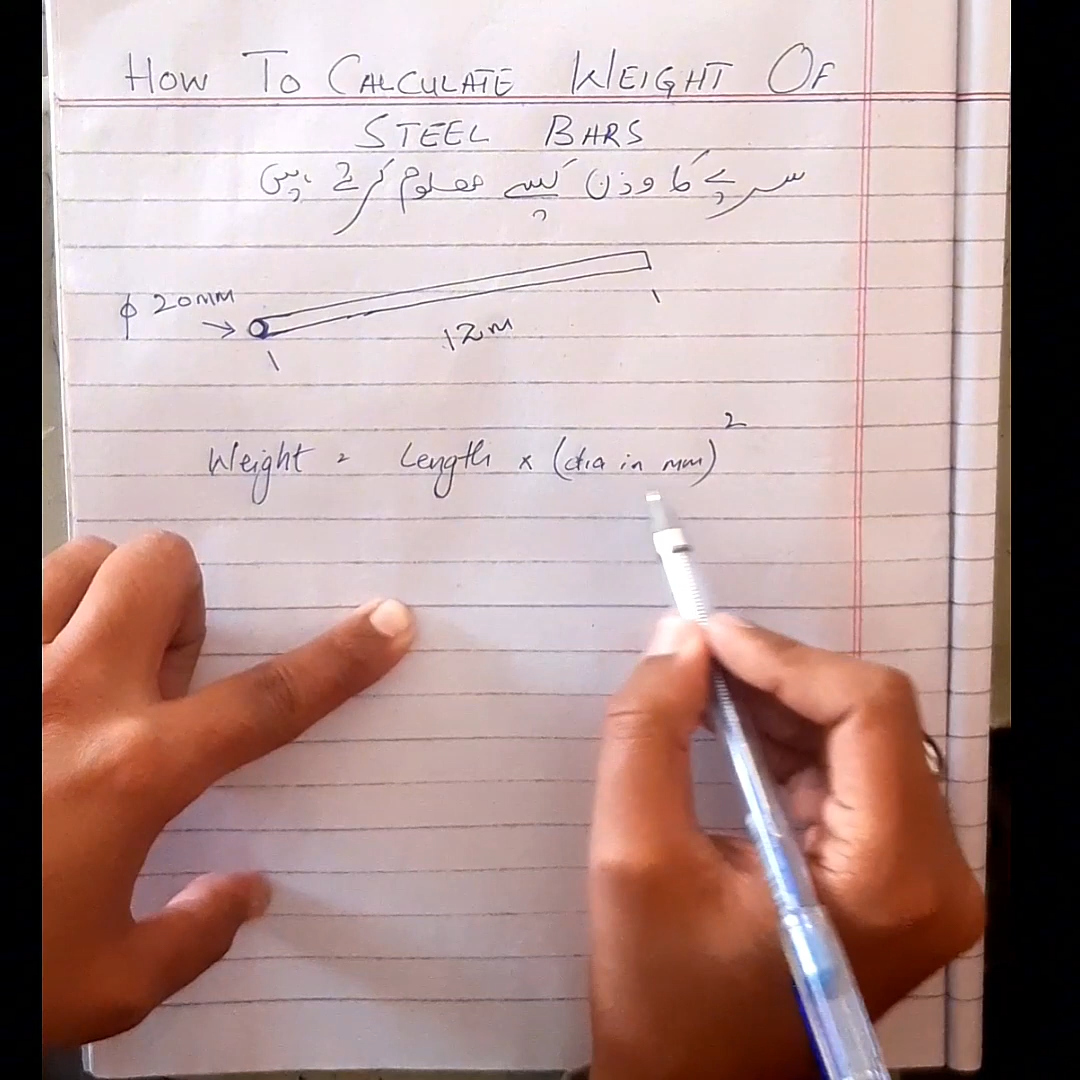 HOW TO CALCULATE WEIGHT OF
STEEL BARS
سریے کا وزن کیسے معلوم کرتے ہیں
ϕ 20MM
12M
Weight = Length × (dia in mm)²